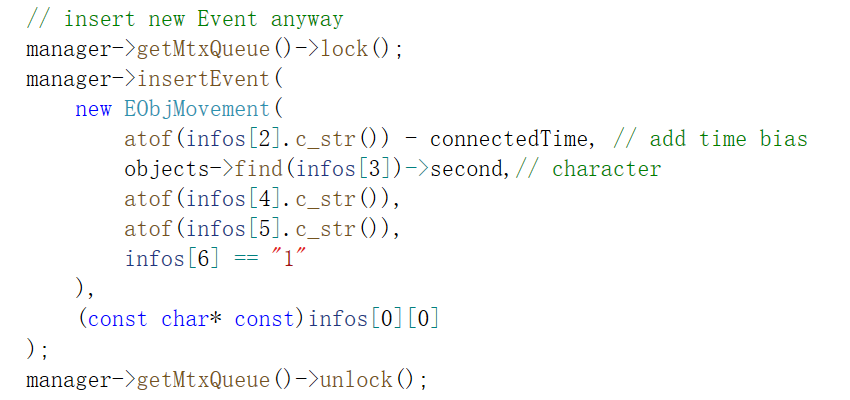 // insert new Event anyway
manager->getMtxQueue()->lock();
manager->insertEvent(
    new EObjMovement(
        atof(infos[2].c_str()) - connectedTime, // add time bias
        objects->find(infos[3])->second,// character
        atof(infos[4].c_str()),
        atof(infos[5].c_str()),
        infos[6] == "1"
    ),
    (const char* const)infos[0][0]
);
manager->getMtxQueue()->unlock();